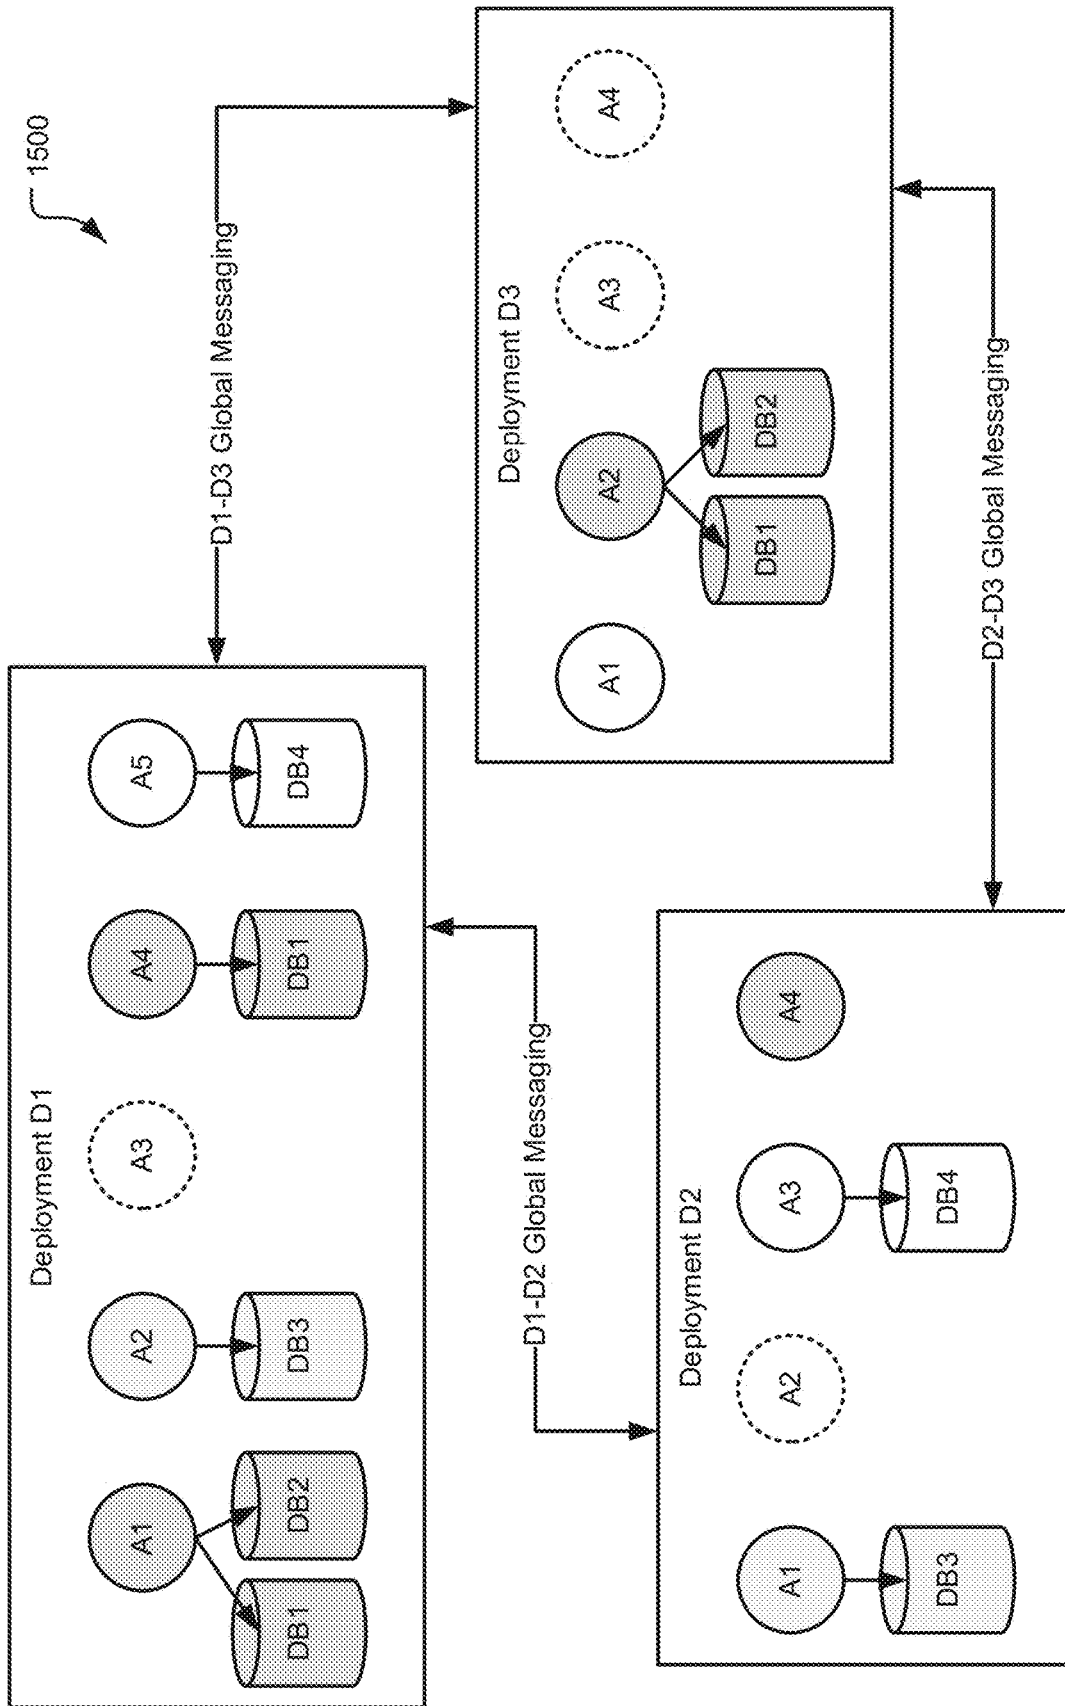 1500
Deployment D1
A1
A2
A3
A4
A5
DB1
DB2
DB3
DB1
DB4
D1-D3 Global Messaging
D1-D2 Global Messaging
Deployment D3
A1
A2
A3
A4
DB1
DB2
Deployment D2
A1
A2
A3
A4
DB3
DB4
D2-D3 Global Messaging